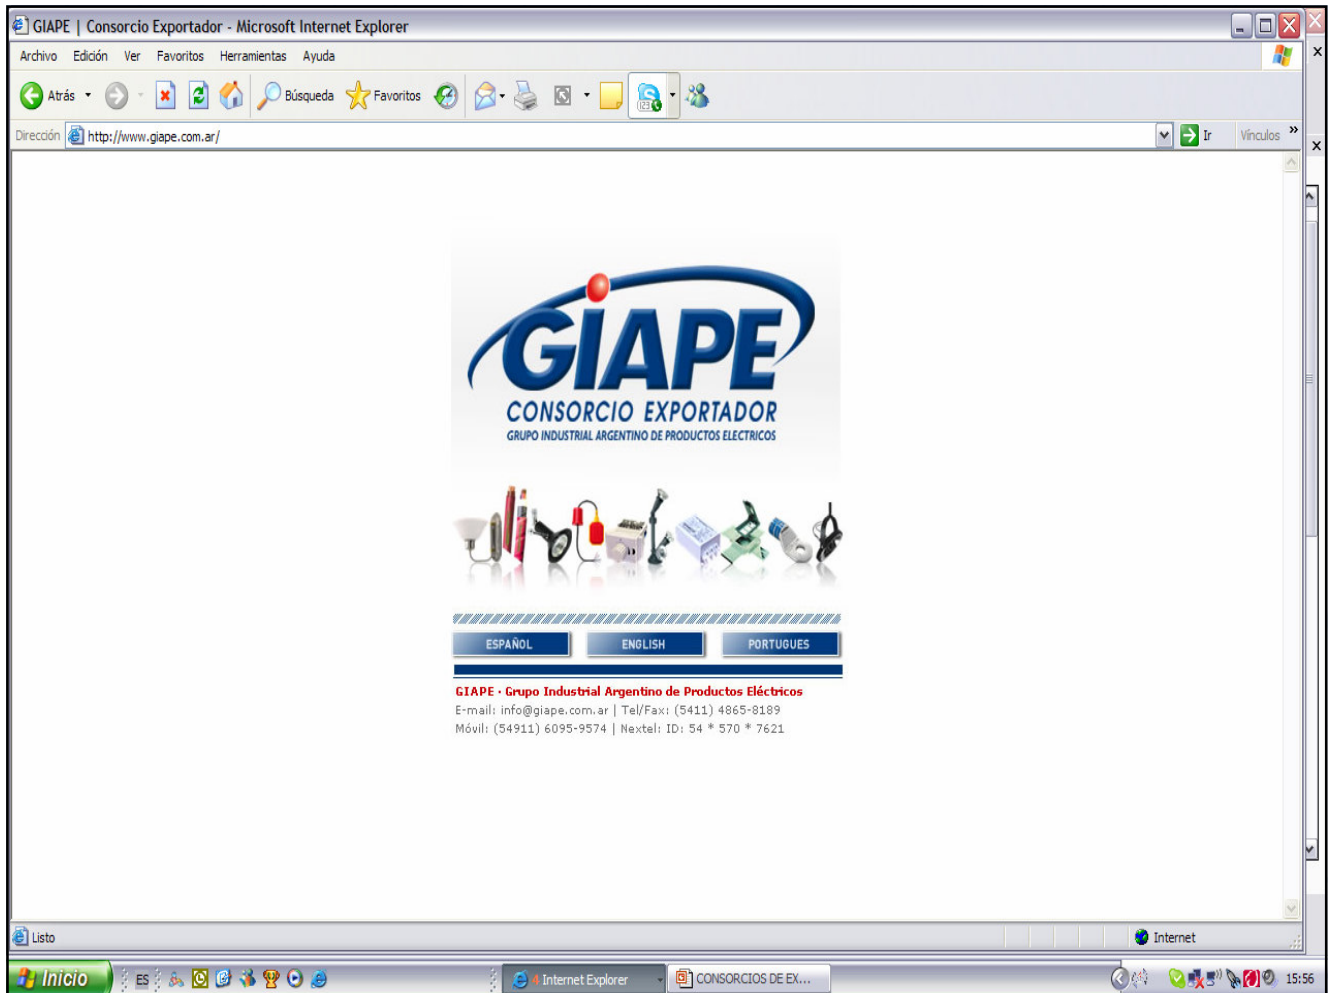 GIAPE | Consorcio Exportador - Microsoft Internet Explorer
Archivo Edición Ver Favoritos Herramientas Ayuda
Atrás Búsqueda Favoritos
Dirección http://www.giape.com.ar/ Ir Vínculos »
GIAPE
CONSORCIO EXPORTADOR
GRUPO INDUSTRIAL ARGENTINO DE PRODUCTOS ELECTRICOS
ESPAÑOL ENGLISH PORTUGUES
GIAPE · Grupo Industrial Argentino de Productos Eléctricos
E-mail: info@giape.com.ar | Tel/Fax: (5411) 4865-8189
Móvil: (54911) 6095-9574 | Nextel: ID: 54 * 570 * 7621
Listo Internet
Inicio ES 4 Internet Explorer CONSORCIOS DE EX... 15:56